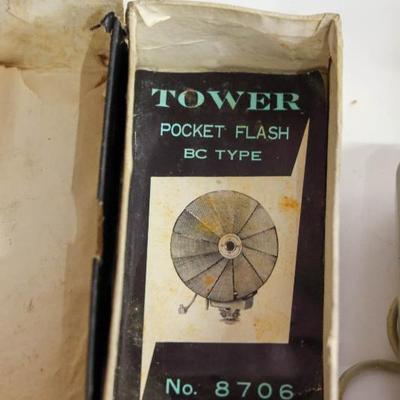 TOWER
POCKET FLASH
BC TYPE
No. 8706